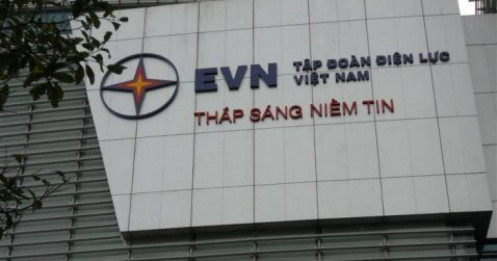 EVN TẬP ĐOÀN ĐIỆN LỰC
VIỆT NAM
THẮP SÁNG NIỀM TIN